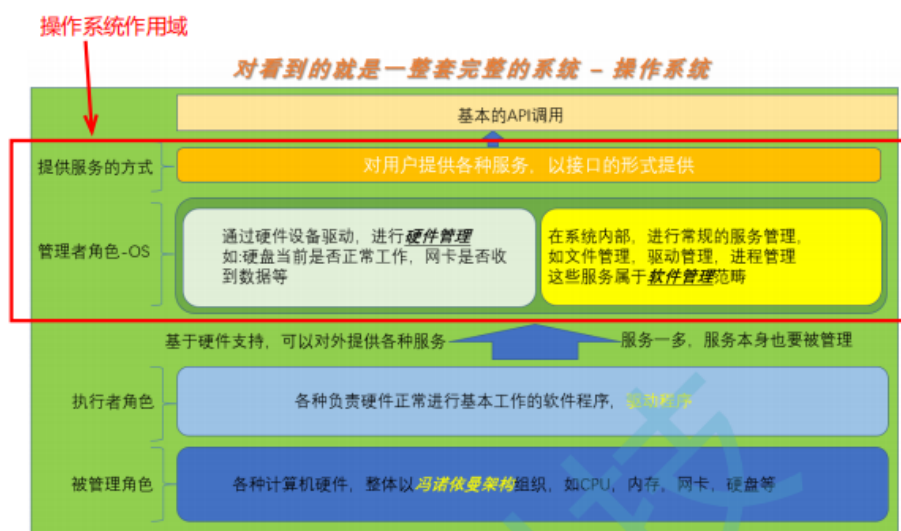 操作系统作用域
对看到的就是一整套完整的系统 – 操作系统
基本的API调用
提供服务的方式
对用户提供各种服务，以接口的形式提供
管理者角色-OS
通过硬件设备驱动，进行硬件管理
如:硬盘当前是否正常工作，网卡是否收
到数据等
在系统内部，进行常规的服务管理，
如文件管理，驱动管理，进程管理
这些服务属于软件管理范畴
基于硬件支持，可以对外提供各种服务
服务一多，服务本身也要被管理
执行者角色
各种负责硬件正常进行基本工作的软件程序，驱动程序
被管理角色
各种计算机硬件，整体以冯诺依曼架构组织，如CPU，内存，网卡，硬盘等